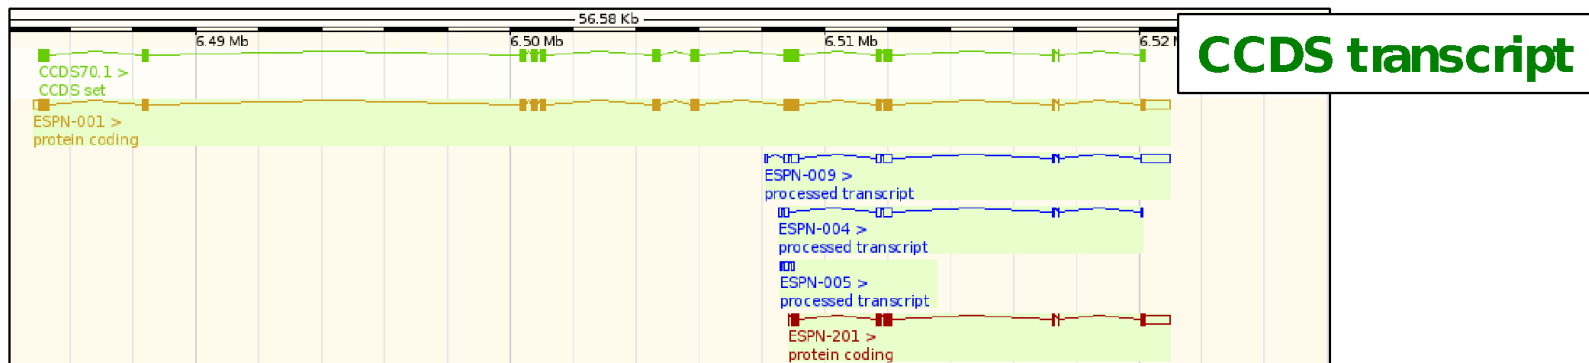 56.58 Kb
6.49 Mb
6.50 Mb
6.51 Mb
6.52
CCDS transcript
CCDS70.1 >
CCDS set
ESPN-001 >
protein coding
ESPN-009 >
processed transcript
ESPN-004 >
processed transcript
ESPN-005 >
processed transcript
ESPN-201 >
protein coding